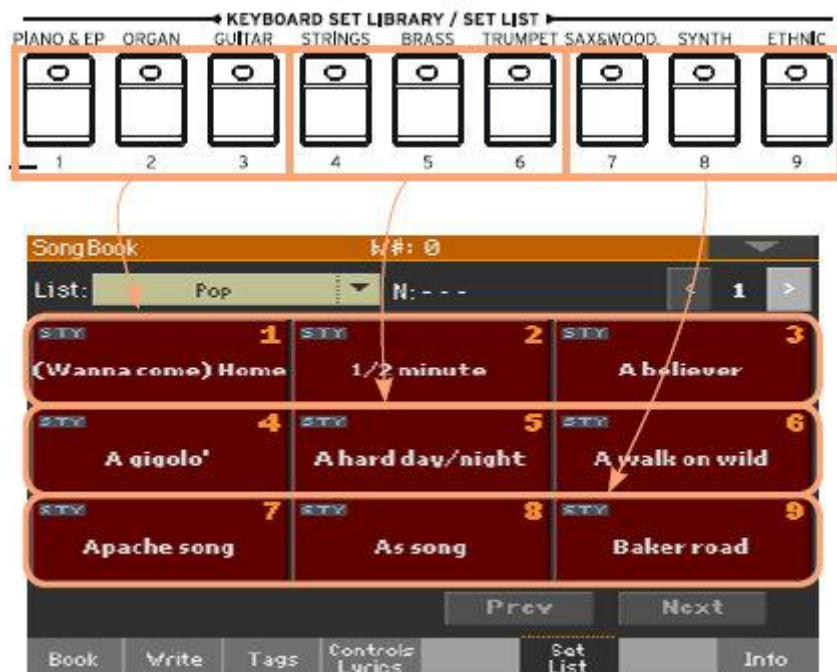 KEYBOARD SET LIBRARY / SET LIST
PIANO & EP ORGAN GUITAR STRINGS BRASS TRUMPET SAX&WOOD. SYNTH ETHNIC
1 2 3 4 5 6 7 8 9
SongBook b/#: 0
List: Pop N:--- < 1 >
STY 1 STY 2 STY 3
(Wanna come) Home 1/2 minute A believer
STY 4 STY 5 STY 6
A gigolo' A hard day/night A walk on wild
STY 7 STY 8 STY 9
Apache song As song Baker road
Prev Next
Book Write Tags Controls Lyrics Set List Info